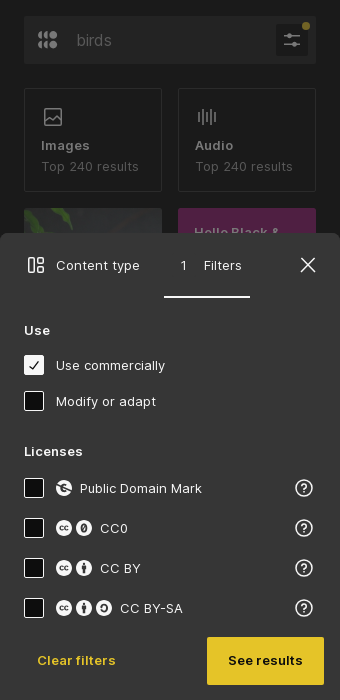 birds
Images
Audio
Top 240 results
Top 240 results
Hello Black &
Content type
1 Filters
Use
Use commercially
Modify or adapt
Licenses
Public Domain Mark
CC0
CC BY
CC BY-SA
Clear filters
See results